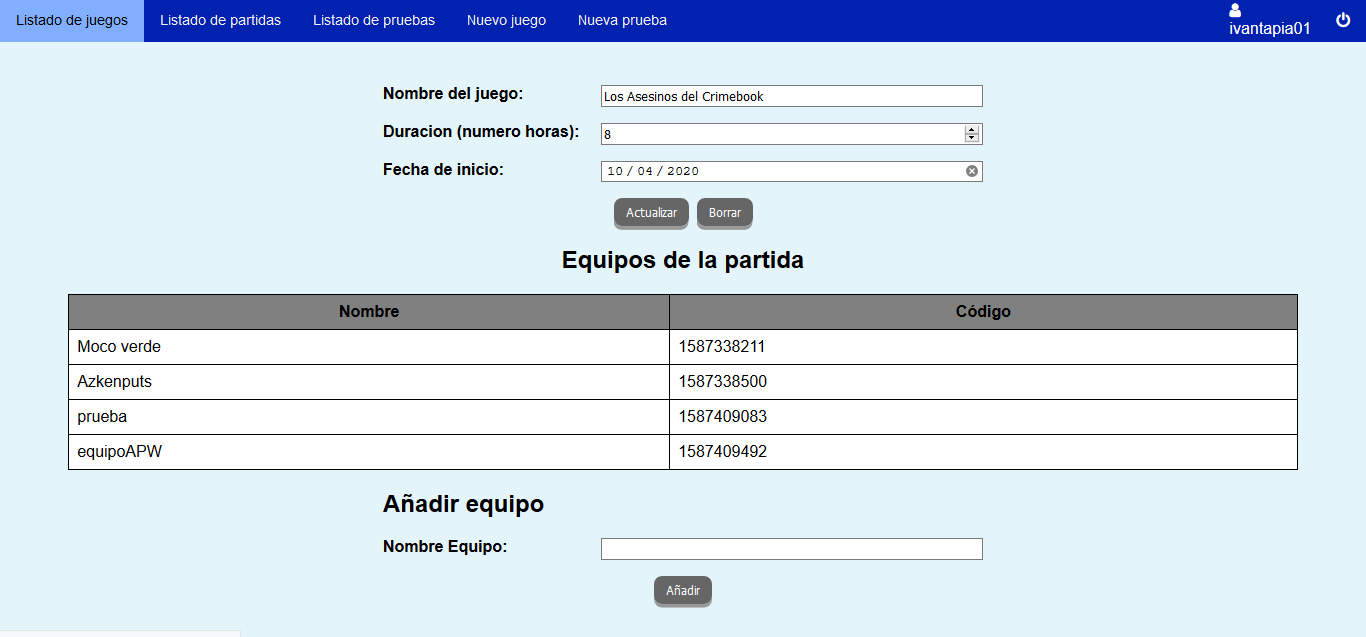 Listado de juegos Listado de partidas Listado de pruebas Nuevo juego Nueva prueba ivantapia01
Nombre del juego: Los Asesinos del Crimebook
Duracion (numero horas): 8
Fecha de inicio: 10 / 04 / 2020
Actualizar Borrar
Equipos de la partida
Nombre Código
Moco verde 1587338211
Azkenputs 1587338500
prueba 1587409083
equipoAPW 1587409492
Añadir equipo
Nombre Equipo:
Añadir